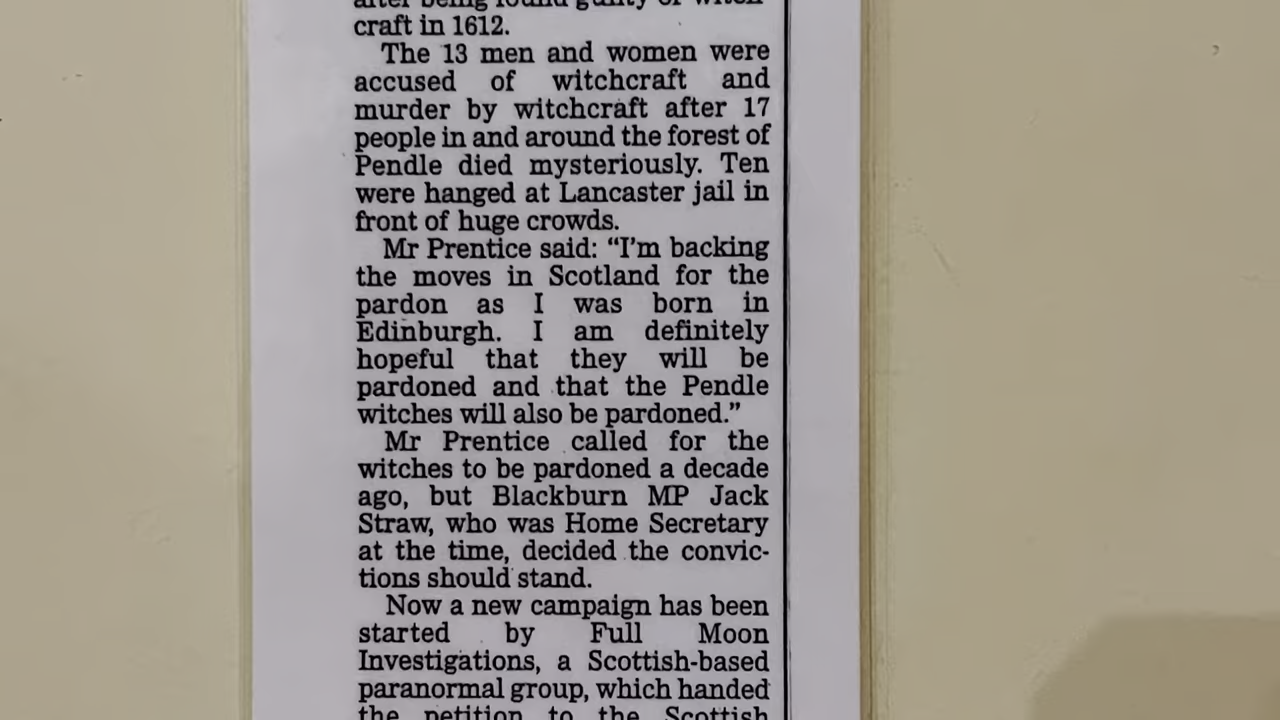 after being found guilty of witch-
craft in 1612.
The 13 men and women were
accused of witchcraft and
murder by witchcraft after 17
people in and around the forest of
Pendle died mysteriously. Ten
were hanged at Lancaster jail in
front of huge crowds.
Mr Prentice said: “I'm backing
the moves in Scotland for the
pardon as I was born in
Edinburgh. I am definitely
hopeful that they will be
pardoned and that the Pendle
witches will also be pardoned.”
Mr Prentice called for the
witches to be pardoned a decade
ago, but Blackburn MP Jack
Straw, who was Home Secretary
at the time, decided the convic-
tions should stand.
Now a new campaign has been
started by Full Moon
Investigations, a Scottish-based
paranormal group, which handed
the petition to the Scottish